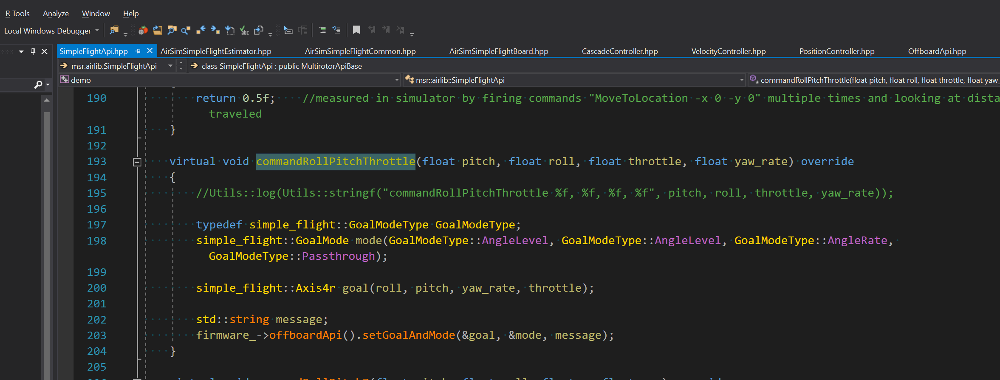 R Tools Analyze Window Help
Local Windows Debugger
SimpleFlightApi.hpp AirSimSimpleFlightEstimator.hpp AirSimSimpleFlightCommon.hpp AirSimSimpleFlightBoard.hpp CascadeController.hpp VelocityController.hpp PositionController.hpp OffboardApi.hpp
msr.airlib.SimpleFlightApi class SimpleFlightApi : public MultirotorApiBase
demo msr::airlib::SimpleFlightApi commandRollPitchThrottle(float pitch, float roll, float throttle, float yaw_
190 return 0.5f; //measured in simulator by firing commands "MoveToLocation -x 0 -y 0" multiple times and looking at dista
traveled
191 }
192
193 virtual void commandRollPitchThrottle(float pitch, float roll, float throttle, float yaw_rate) override
194 {
195 //Utils::log(Utils::stringf("commandRollPitchThrottle %f, %f, %f, %f", pitch, roll, throttle, yaw_rate));
196
197 typedef simple_flight::GoalModeType GoalModeType;
198 simple_flight::GoalMode mode(GoalModeType::AngleLevel, GoalModeType::AngleLevel, GoalModeType::AngleRate,
GoalModeType::Passthrough);
199
200 simple_flight::Axis4r goal(roll, pitch, yaw_rate, throttle);
201
202 std::string message;
203 firmware_->offboardApi().setGoalAndMode(&goal, &mode, message);
204 }
205